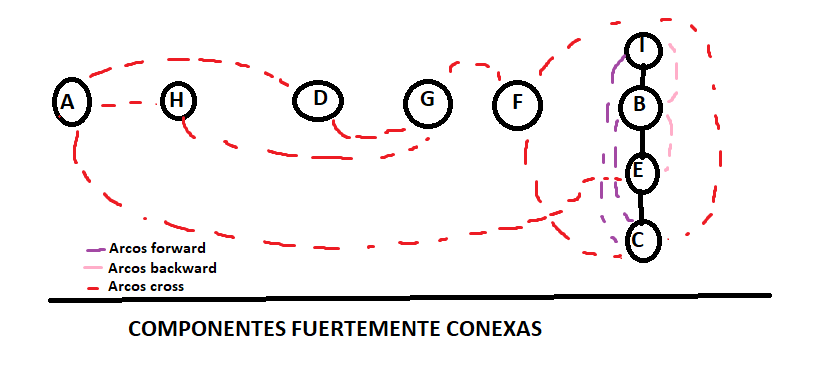 I
A H D G F B
E
C
Arcos forward
Arcos backward
Arcos cross
COMPONENTES FUERTEMENTE CONEXAS